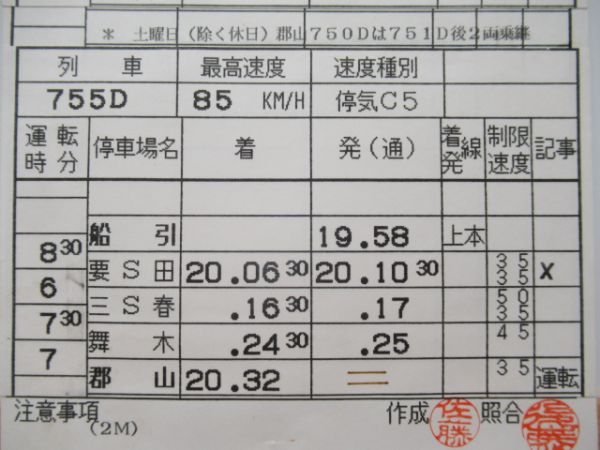 ＊ 土曜日（除く休日）郡山７５０Ｄは７５１Ｄ後２両乗継
列 車 最高速度 速度種別
755D 85 KM/H 停気C5
運転時分 停車場名 着 発(通) 着線発 制限速度 記事
船 引 19.58 上本
8 30
要 S 田 20.06 30 20.10 30 35 35 X
6
三 S 春 .16 30 .17 50 35
7 30
舞 木 .24 30 .25 45
7
郡 山 20.32 35 運転
注意事項 (2M) 作成 佐藤 照合